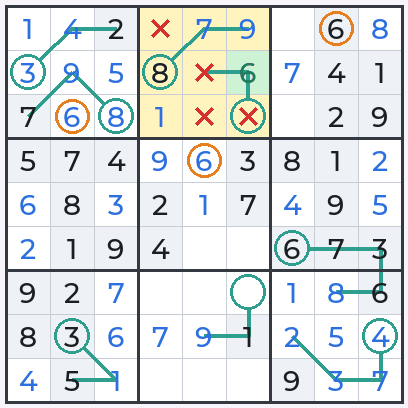 1 4 2 × 7 9 6 8
3 9 5 8 × 6 7 4 1
7 6 8 1 × × 2 9
5 7 4 9 6 3 8 1 2
6 8 3 2 1 7 4 9 5
2 1 9 4 6 7 3
9 2 7 1 8 6
8 3 6 7 9 1 2 5 4
4 5 1 9 3 7